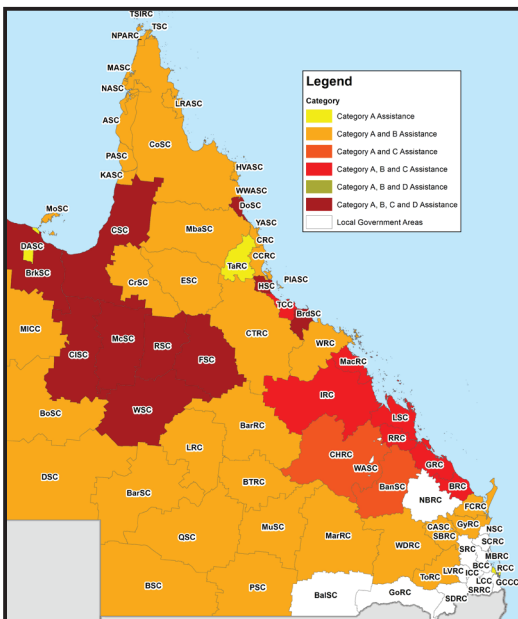 TSIRC
TSC
NPARC
MASC
NASC
LRASC
ASC
CoSC
PASC
HVASC
KASC
WWASC
DoSC
MoSC
CSC
MbaSC
YASC
CRC
DASC
CCRC
TaRC
BrkSC
CrSC
ESC
HSC
PIASC
TCC
BrdSC
MICC
McSC
RSC
CTRC
WRC
CISC
FSC
MacRC
IRC
BoSC
WSC
BarRC
LSC
RRC
LRC
CHRC
WASC
GRC
DSC
BarSC
BTRC
BanSC
BRC
NBRC
FCRC
MuSC
CASC
GyRC
NSC
QSC
MarRC
SBRC
SCRC
WDRC
SRC
MBRC
BCC
RCC
BSC
PSC
ToRC
LVRC
ICC
LCC
GCCC
BalSC
GoRC
SRRC
SDRC
Legend
Category
Category A Assistance
Category A and B Assistance
Category A and C Assistance
Category A, B and C Assistance
Category A, B and D Assistance
Category A, B, C and D Assistance
Local Government Areas